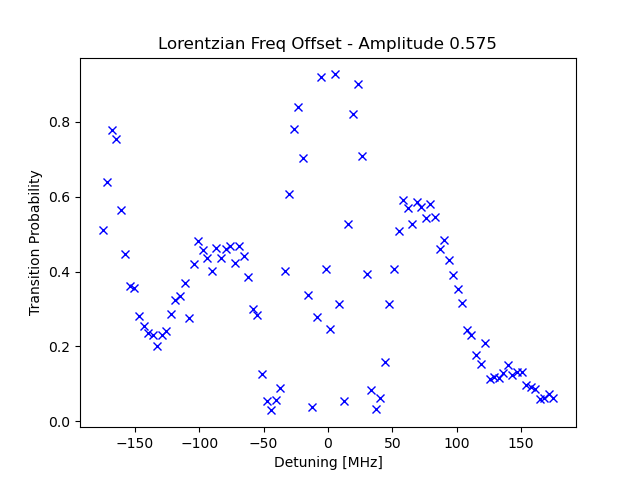 Lorentzian Freq Offset - Amplitude 0.575
0.8
0.6
0.4
0.2
0.0
Transition Probability
−150 −100 −50 0 50 100 150
Detuning [MHz]